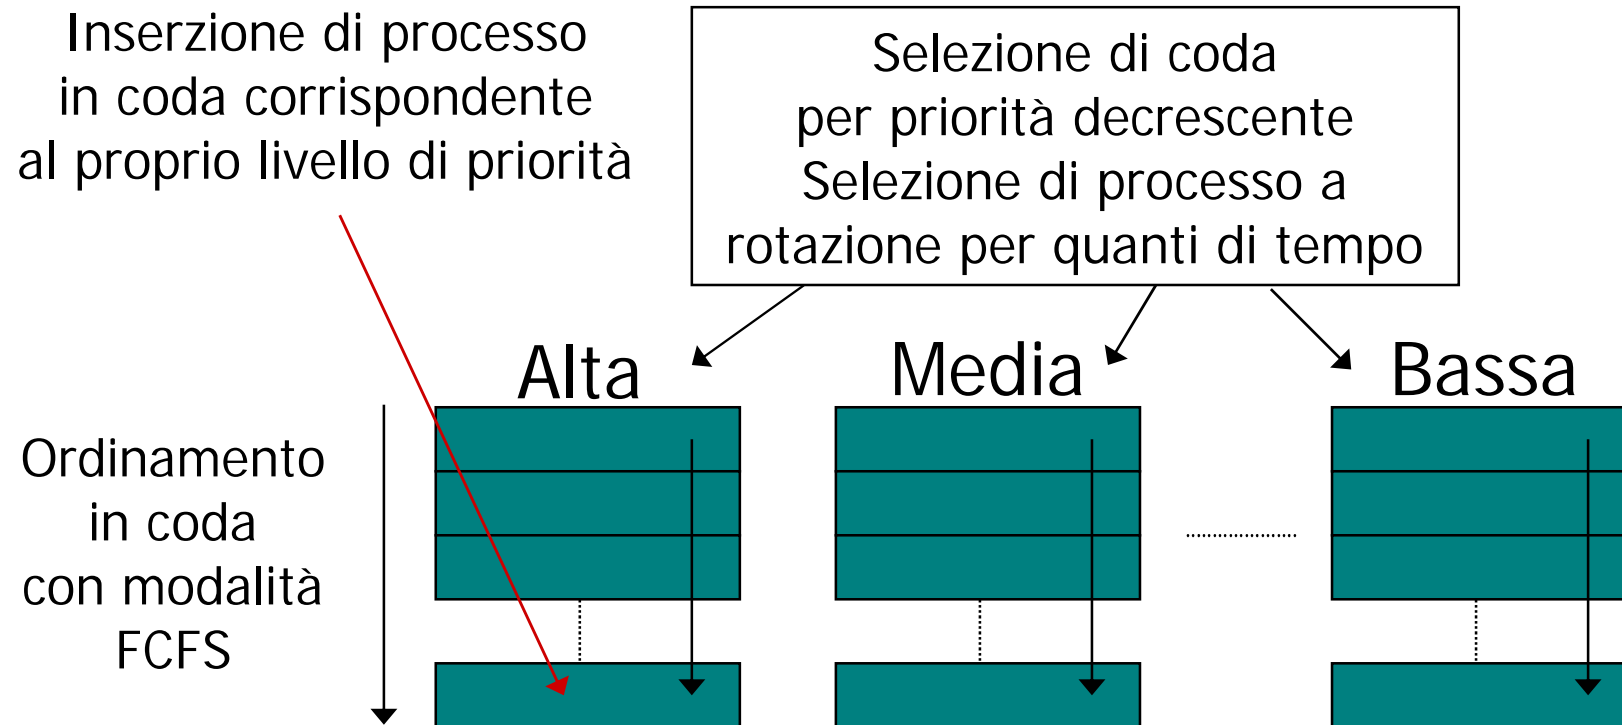 Inserzione di processo
in coda corrispondente
al proprio livello di priorità
Selezione di coda
per priorità decrescente
Selezione di processo a
rotazione per quanti di tempo
Alta
Media
Bassa
Ordinamento
in coda
con modalità
FCFS